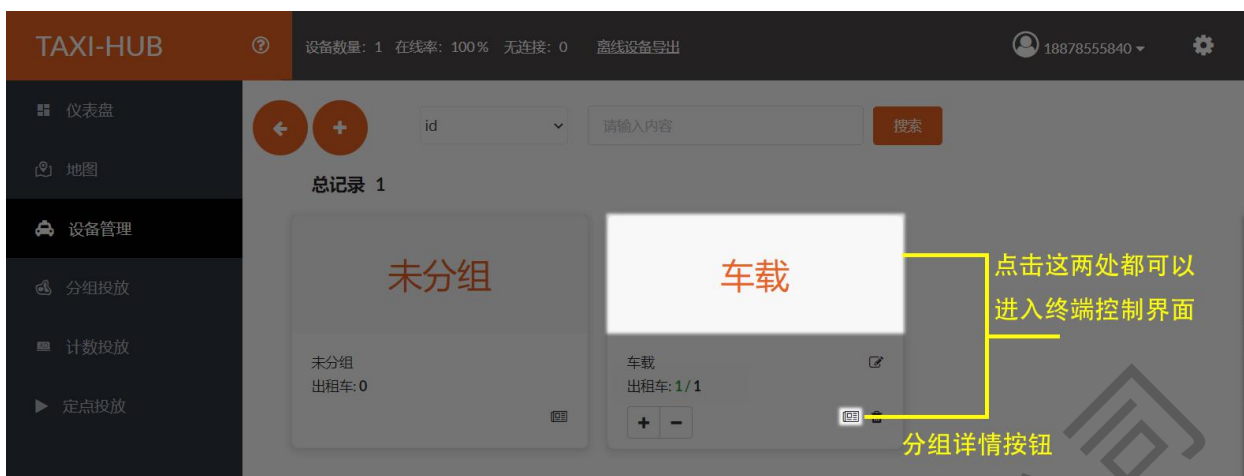 TAXI-HUB
设备数量：1 在线率：100% 无连接：0 离线设备导出
18878555840
仪表盘
地图
设备管理
分组投放
计数投放
定点投放
id
请输入内容
搜索
总记录 1
未分组
未分组
出租车:0
车载
车载
出租车:1/1
点击这两处都可以
进入终端控制界面
分组详情按钮
司